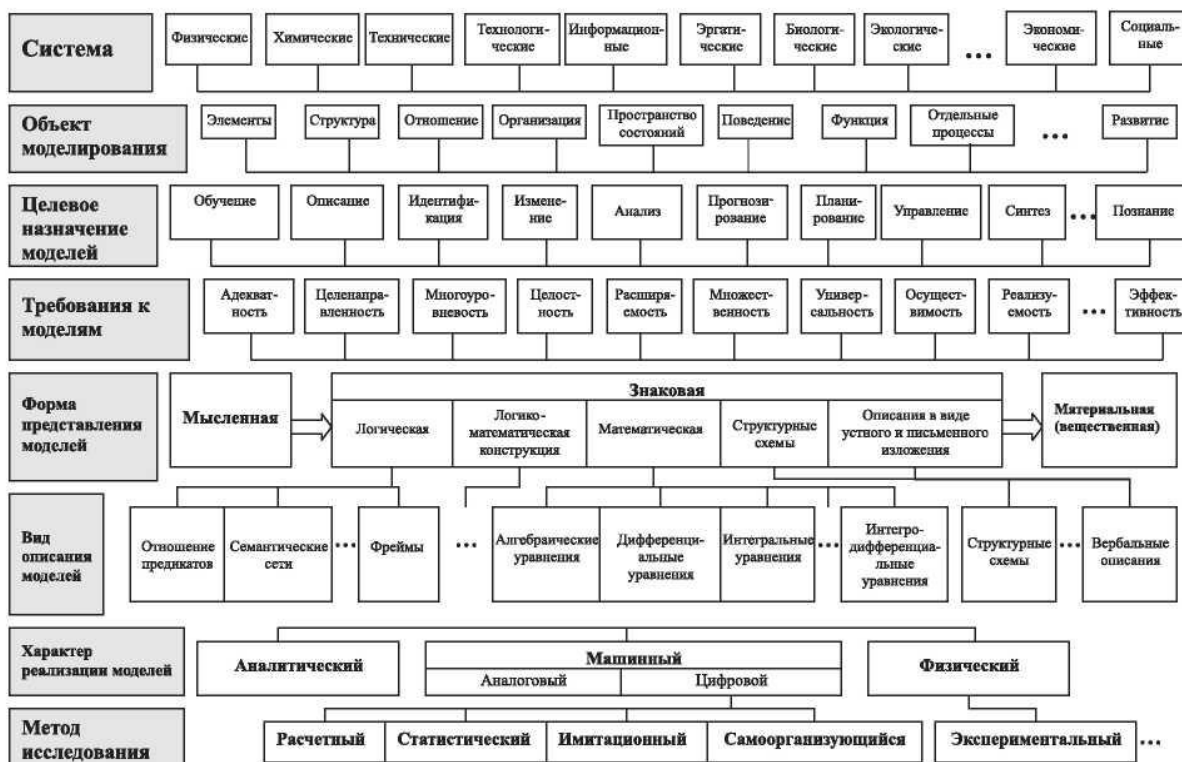 Система
Физические
Химические
Технические
Технологи-
ческие
Информацион-
ные
Эргати-
ческие
Биологи-
ческие
Экологиче-
ские
...
Экономи-
ческие
Социаль-
ные
Объект
моделирования
Элементы
Структура
Отношение
Организация
Пространство
состояний
Поведение
Функция
Отдельные
процессы
...
Развитие
Целевое
назначение
моделей
Обучение
Описание
Идентифи-
кация
Измене-
ние
Анализ
Прогнози-
рование
Плани-
рование
Управление
Синтез
...
Познание
Требования к
моделям
Адекват-
ность
Целенапра-
вленность
Многоуро-
вневость
Целост-
ность
Расширя-
емость
Множест-
венность
Универ-
сальность
Осущест-
вимость
Реализу-
емость
...
Эффек-
тивность
Форма
представления
моделей
Мысленная
Знаковая
Логическая
Логико-
математическая
конструкция
Математическая
Структурные
схемы
Описания в виде
устного и письменного
изложения
Материальная
(вещественная)
Вид
описания
моделей
Отношение
предикатов
Семантические
сети
...
Фреймы
...
Алгебраические
уравнения
Дифференци-
альные
уравнения
Интегральные
уравнения
...
Интегро-
дифференци-
альные
уравнения
Структурные
схемы
...
Вербальные
описания
Характер
реализации моделей
Аналитический
Машинный
Аналоговый
Цифровой
Физический
Метод
исследования
Расчетный
Статистический
Имитационный
Самоорганизующийся
Экспериментальный
...